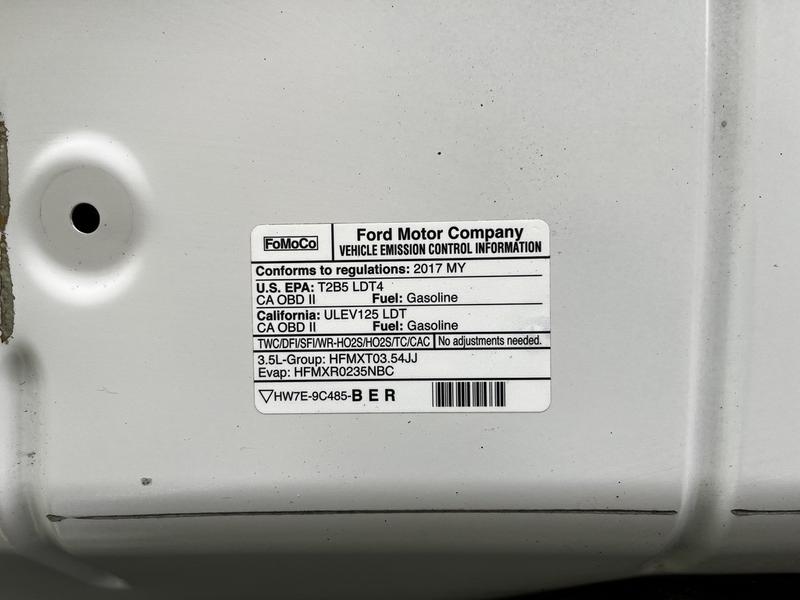 FoMoCo
Ford Motor Company
VEHICLE EMISSION CONTROL INFORMATION
Conforms to regulations: 2017 MY
U.S. EPA: T2B5 LDT4
CA OBD II Fuel: Gasoline
California: ULEV125 LDT
CA OBD II Fuel: Gasoline
TWC/DFI/SFI/WR-HO2S/HO2S/TC/CAC No adjustments needed.
3.5L-Group: HFMXT03.54JJ
Evap: HFMXR0235NBC
HW7E-9C485-BER